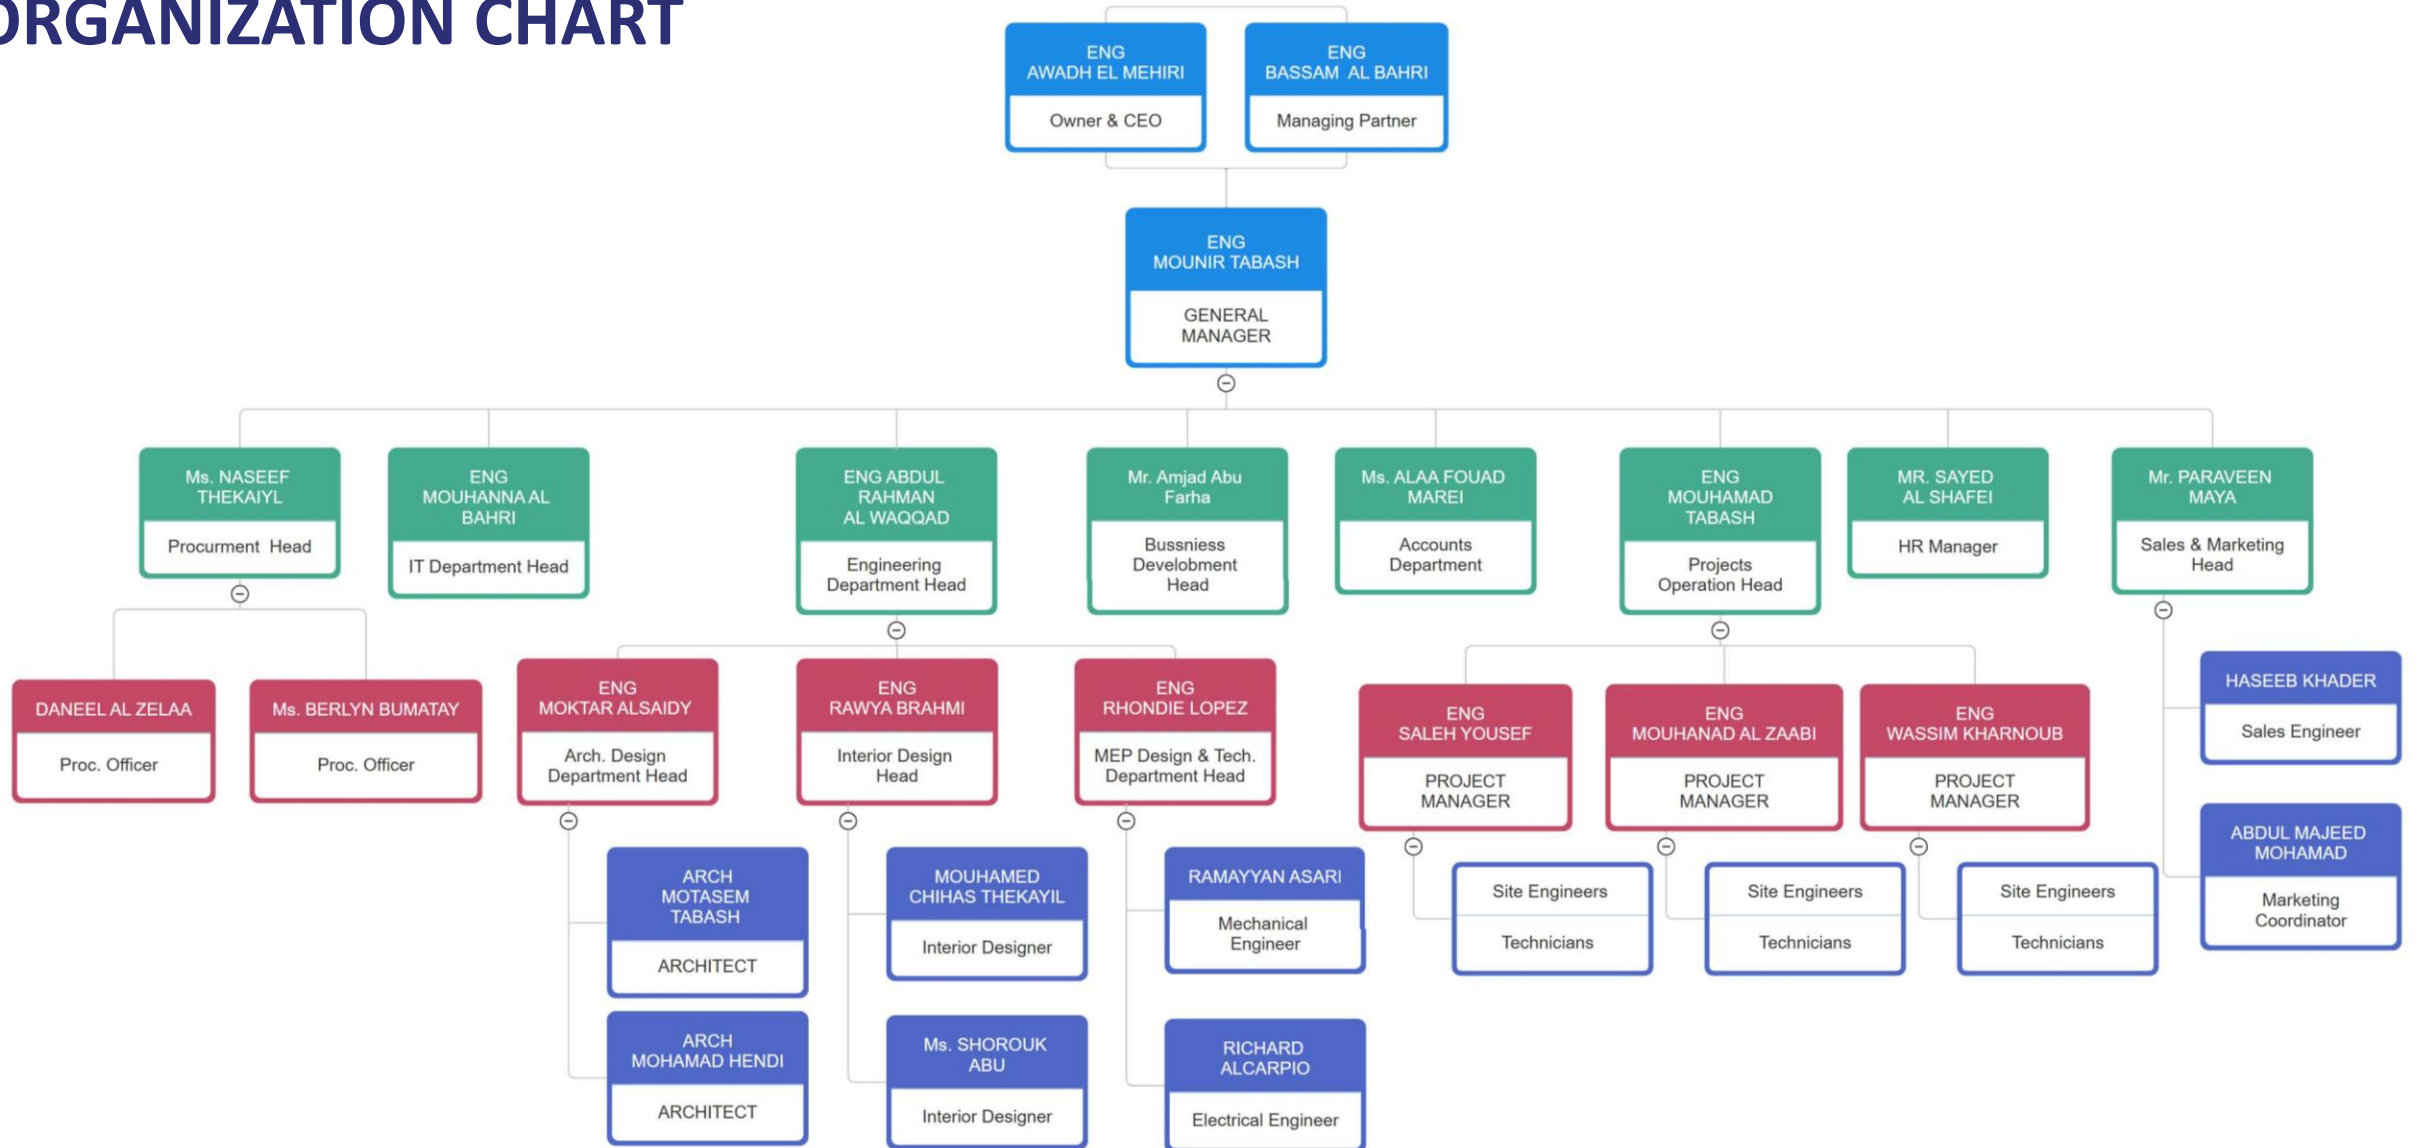 ORGANIZATION CHART
ENG
AWADH EL MEHIRI
Owner & CEO
ENG
BASSAM AL BAHRI
Managing Partner
ENG
MOUNIR TABASH
GENERAL
MANAGER
Ms. NASEEF
THEKAIYL
Procurment Head
ENG
MOUHANNA AL
BAHRI
IT Department Head
ENG ABDUL
RAHMAN
AL WAQQAD
Engineering
Department Head
Mr. Amjad Abu
Farha
Bussniess
Develobment
Head
Ms. ALAA FOUAD
MAREI
Accounts
Department
ENG
MOUHAMAD
TABASH
Projects
Operation Head
MR. SAYED
AL SHAFEI
HR Manager
Mr. PARAVEEN
MAYA
Sales & Marketing
Head
DANEEL AL ZELAA
Proc. Officer
Ms. BERLYN BUMATAY
Proc. Officer
ENG
MOKTAR ALSAIDY
Arch. Design
Department Head
ENG
RAWYA BRAHMI
Interior Design
Head
ENG
RHONDIE LOPEZ
MEP Design & Tech.
Department Head
ENG
SALEH YOUSEF
PROJECT
MANAGER
ENG
MOUHANAD AL ZAABI
PROJECT
MANAGER
ENG
WASSIM KHARNOUB
PROJECT
MANAGER
HASEEB KHADER
Sales Engineer
ABDUL MAJEED
MOHAMAD
Marketing
Coordinator
ARCH
MOTASEM
TABASH
ARCHITECT
ARCH
MOHAMAD HENDI
ARCHITECT
MOUHAMED
CHIHAS THEKAYIL
Interior Designer
Ms. SHOROUK
ABU
Interior Designer
RAMAYYAN ASARI
Mechanical
Engineer
RICHARD
ALCARPIO
Electrical Engineer
Site Engineers
Technicians
Site Engineers
Technicians
Site Engineers
Technicians